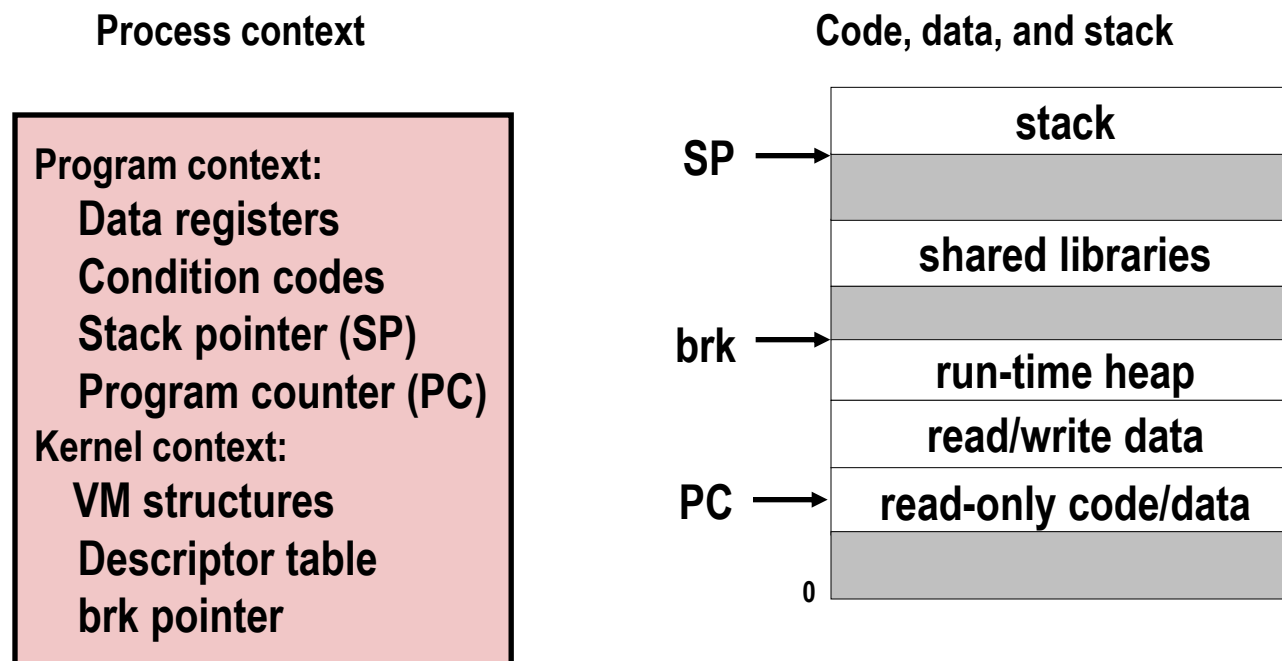 Process context
Program context:
Data registers
Condition codes
Stack pointer (SP)
Program counter (PC)
Kernel context:
VM structures
Descriptor table
brk pointer
Code, data, and stack
stack
SP
shared libraries
brk
run-time heap
read/write data
PC
read-only code/data
0